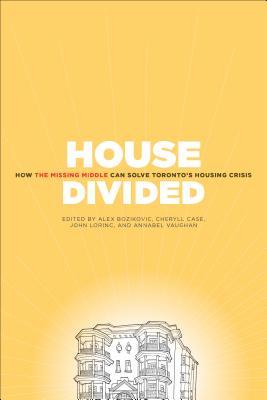 HOUSE
HOW THE MISSING MIDDLE CAN SOLVE TORONTO'S HOUSING CRISIS
DIVIDED
EDITED BY ALEX BOZIKOVIC, CHERYLL CASE,
JOHN LORINC, AND ANNABEL VAUGHAN